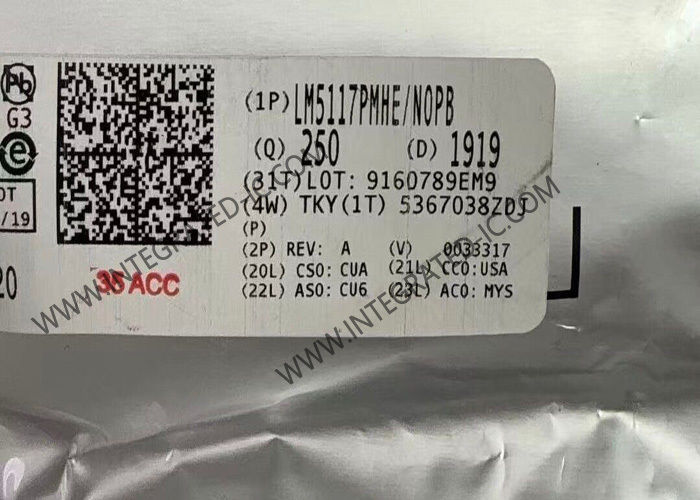 Pb
G3
e
(1P) LM5117PMHE/NOPB
(Q) 250 (D) 1919
OT
/19
(31T) LOT: 9160789EM9
(4W) TKY (1T) 5367038ZDJ
(P)
(2P) REV: A (V) 0033317
20
(20L) CSO: CUA (21L) CCO: USA
(22L) ASO: CU6 (23L) ACO: MYS
ACC
WWW.INTEGRATED-IC.COM
WWW.INTEGRATED-IC.COM